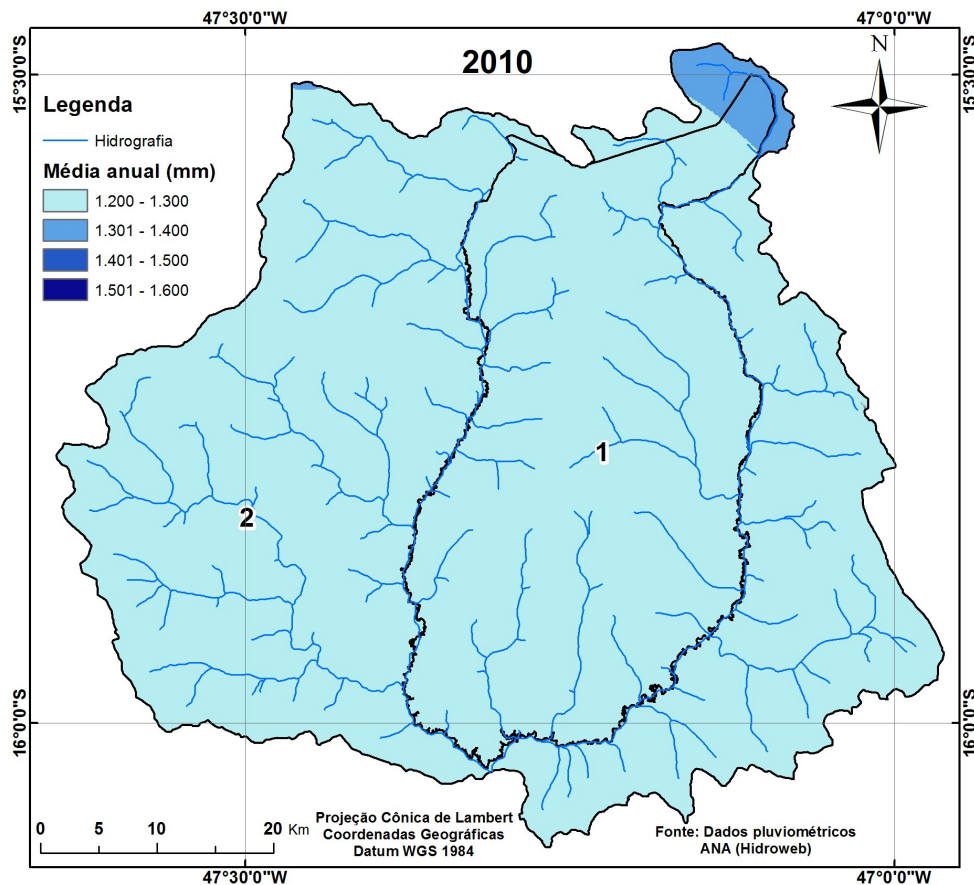 47°30'0"W
47°0'0"W
2010
N
15°30'0"S
15°30'0"S
Legenda
Hidrografia
Média anual (mm)
1.200 - 1.300
1.301 - 1.400
1.401 - 1.500
1.501 - 1.600
1
2
16°0'0"S
16°0'0"S
0 5 10 20 Km
Projeção Cônica de Lambert
Coordenadas Geográficas
Datum WGS 1984
Fonte: Dados pluviométricos
ANA (Hidroweb)
47°30'0"W
47°0'0"W